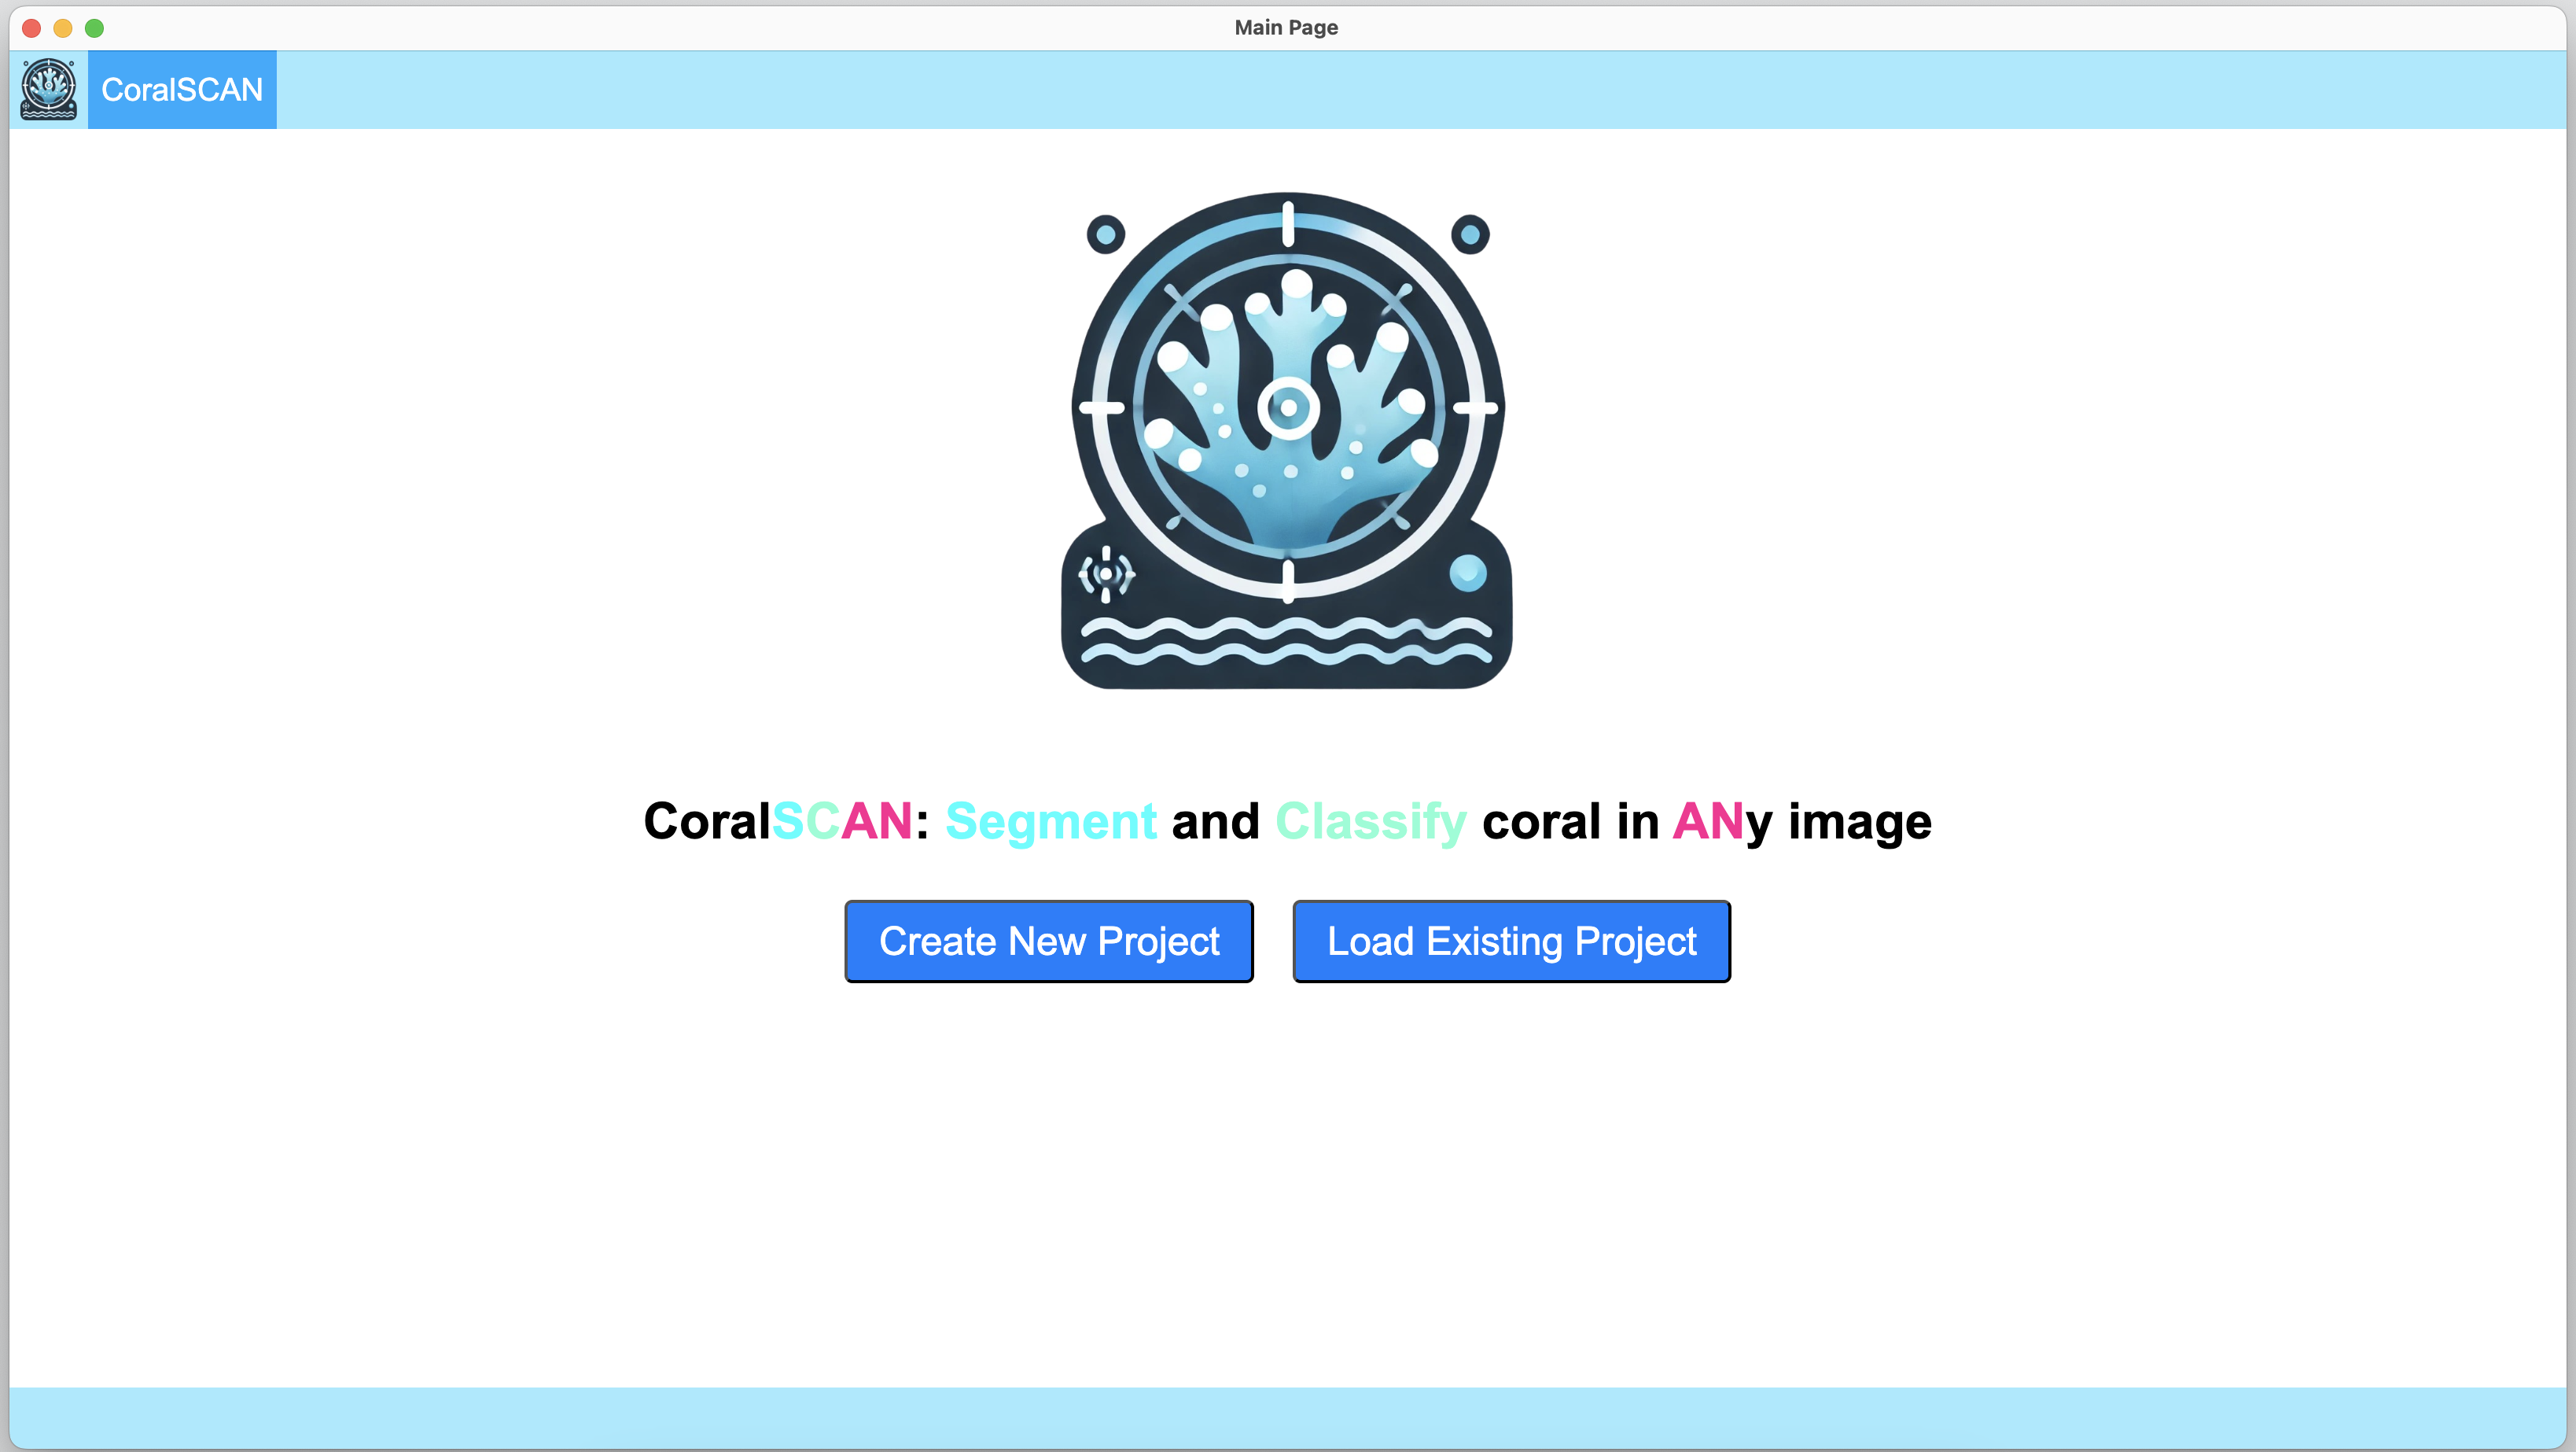 Main Page
CoralSCAN
CoralSCAN: Segment and Classify coral in ANy image
Create New Project
Load Existing Project